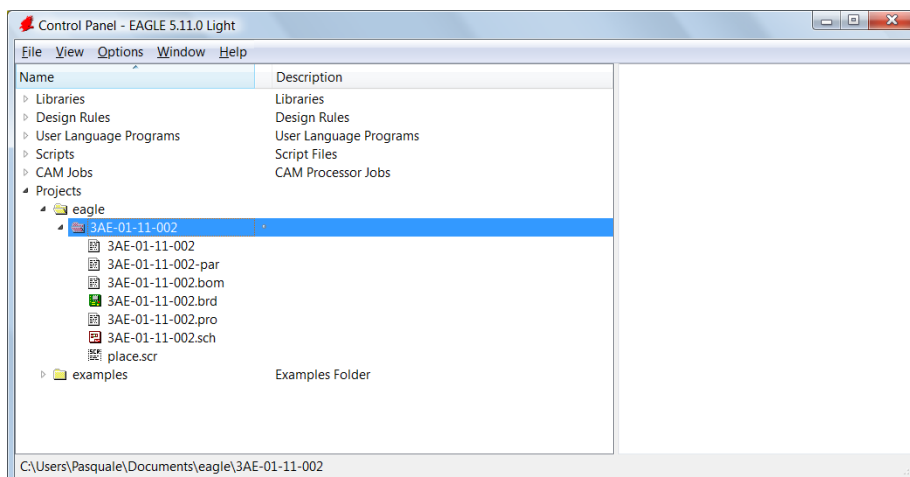 Control Panel - EAGLE 5.11.0 Light
File View Options Window Help
Name Description
Libraries Libraries
Design Rules Design Rules
User Language Programs User Language Programs
Scripts Script Files
CAM Jobs CAM Processor Jobs
Projects
eagle
3AE-01-11-002
3AE-01-11-002
3AE-01-11-002-par
3AE-01-11-002.bom
3AE-01-11-002.brd
3AE-01-11-002.pro
3AE-01-11-002.sch
place.scr
examples Examples Folder
C:\Users\Pasquale\Documents\eagle\3AE-01-11-002